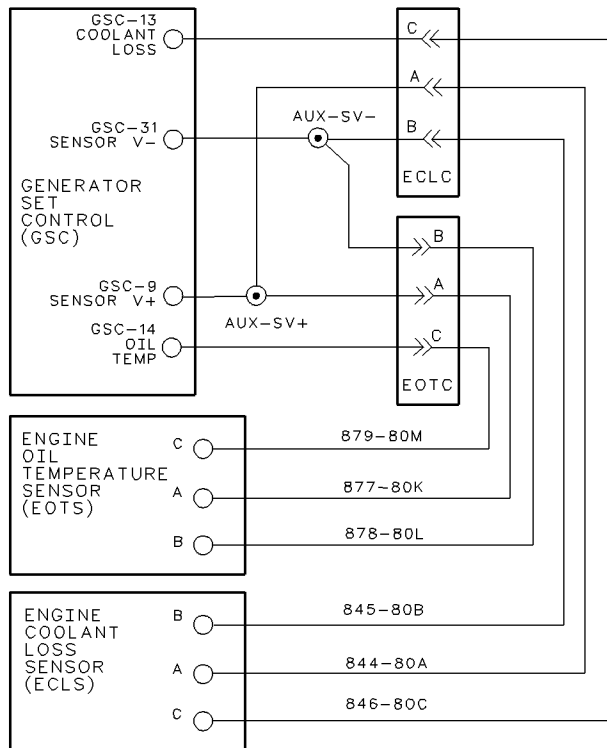 GSC-13
COOLANT
LOSS
C
A
AUX-SV-
GSC-31
SENSOR V-
B
ECLC
GENERATOR
SET
CONTROL
(GSC)
B
GSC-9
SENSOR V+
A
AUX-SV+
GSC-14
OIL
TEMP
C
EOTC
ENGINE
OIL
TEMPERATURE
SENSOR
(EOTS)
C
879-80M
A
877-80K
B
878-80L
ENGINE
COOLANT
LOSS
SENSOR
(ECLS)
B
845-80B
A
844-80A
C
846-80C